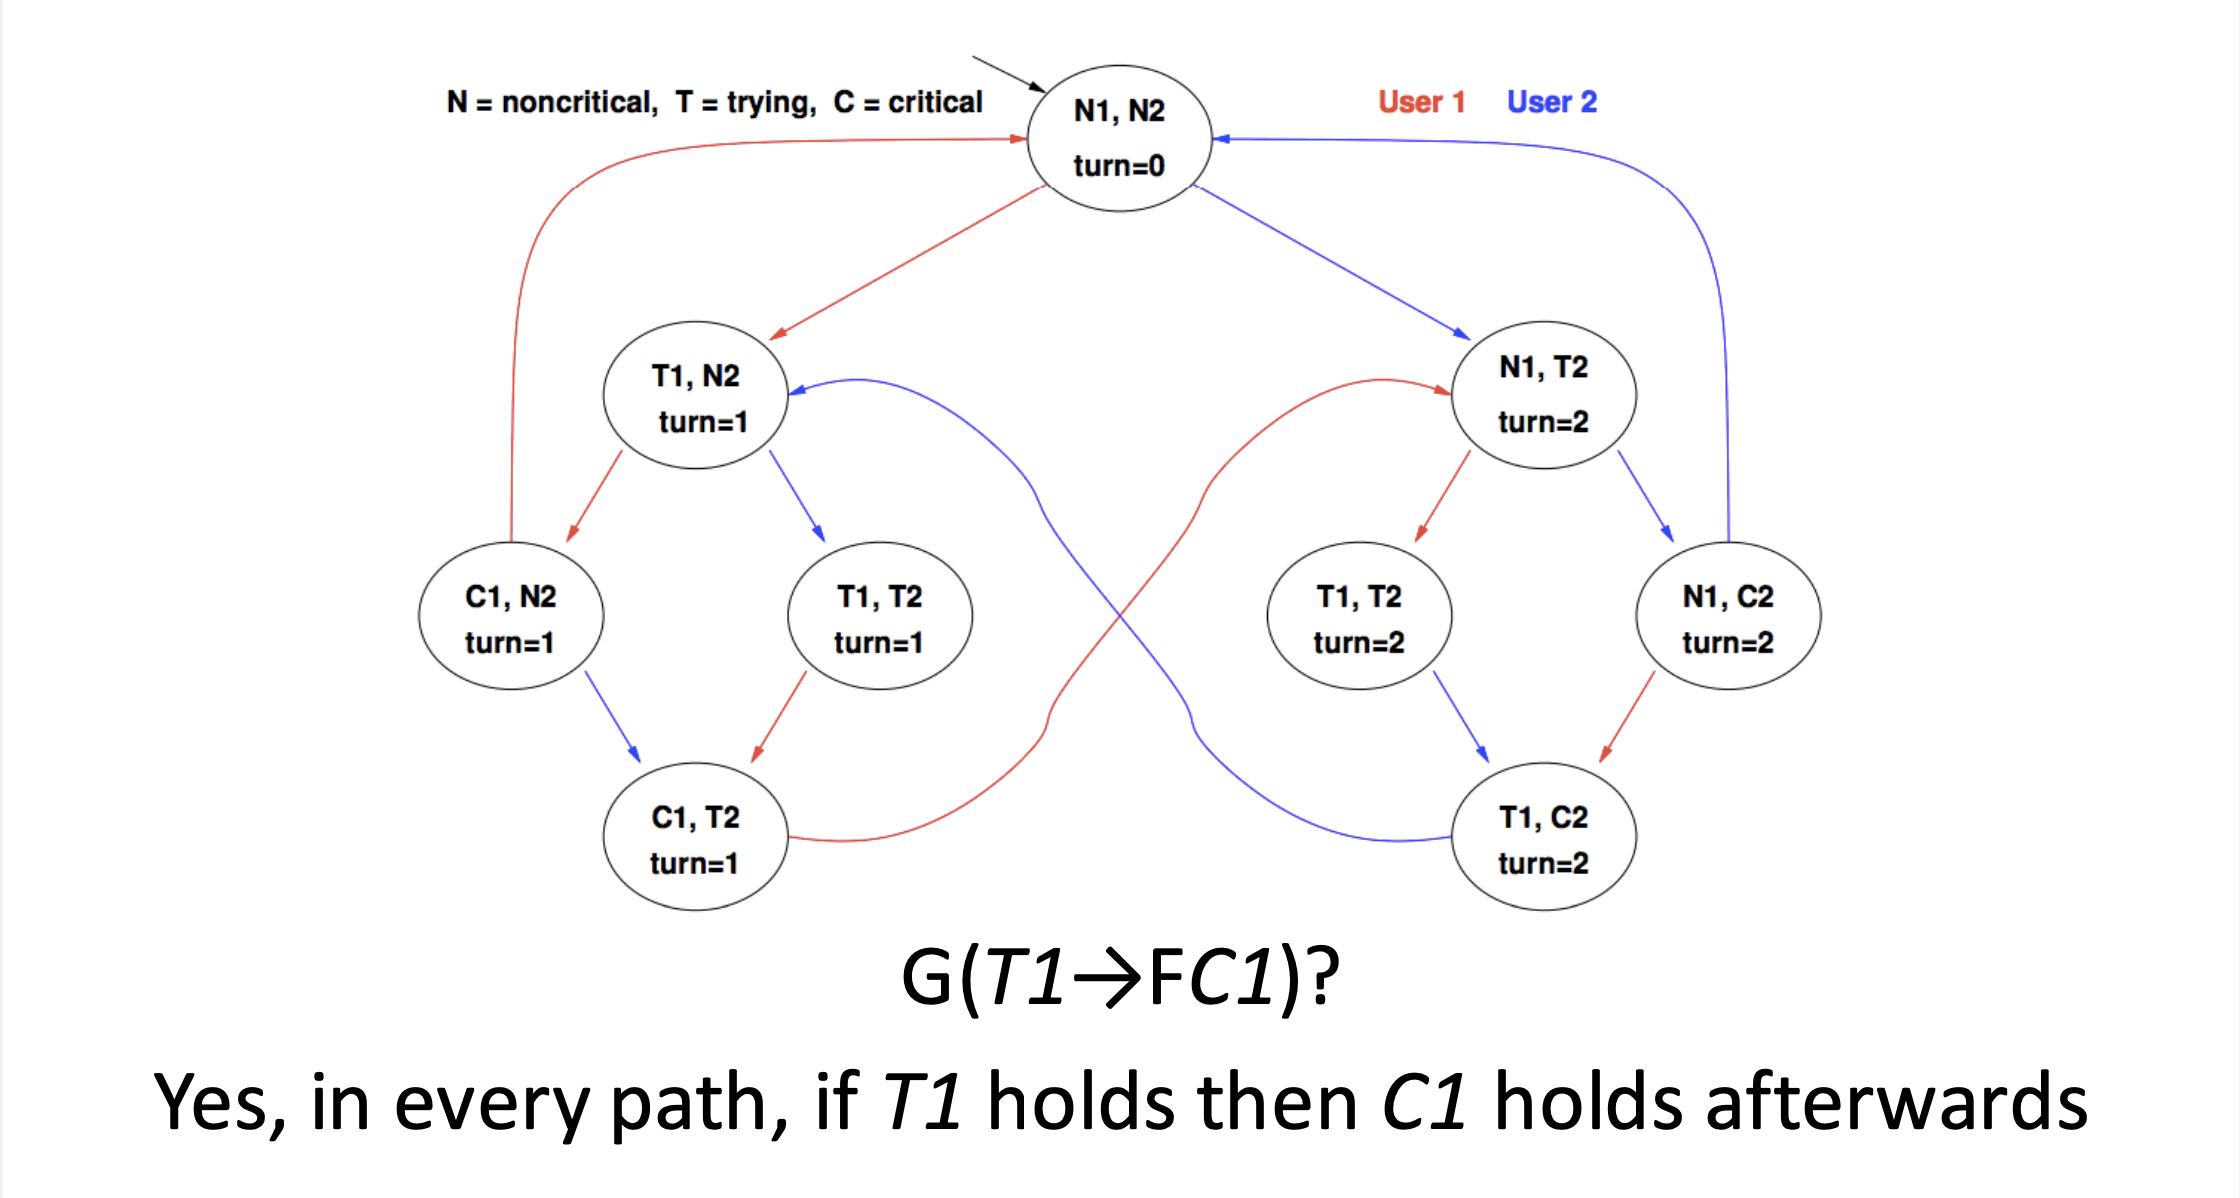 N = noncritical, T = trying, C = critical
User 1 User 2
N1, N2
turn=0
T1, N2
turn=1
N1, T2
turn=2
C1, N2
turn=1
T1, T2
turn=1
T1, T2
turn=2
N1, C2
turn=2
C1, T2
turn=1
T1, C2
turn=2
G(T1→FC1)?
Yes, in every path, if T1 holds then C1 holds afterwards